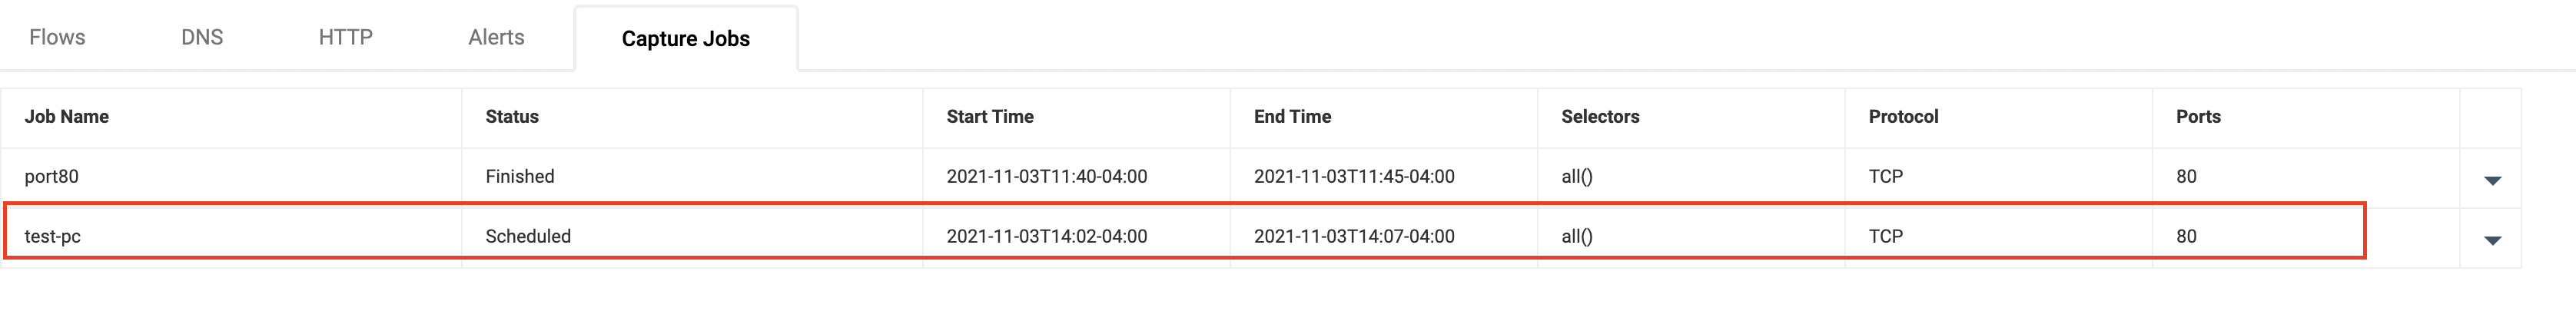 Flows DNS HTTP Alerts Capture Jobs
Job Name Status Start Time End Time Selectors Protocol Ports
port80 Finished 2021-11-03T11:40-04:00 2021-11-03T11:45-04:00 all() TCP 80
test-pc Scheduled 2021-11-03T14:02-04:00 2021-11-03T14:07-04:00 all() TCP 80